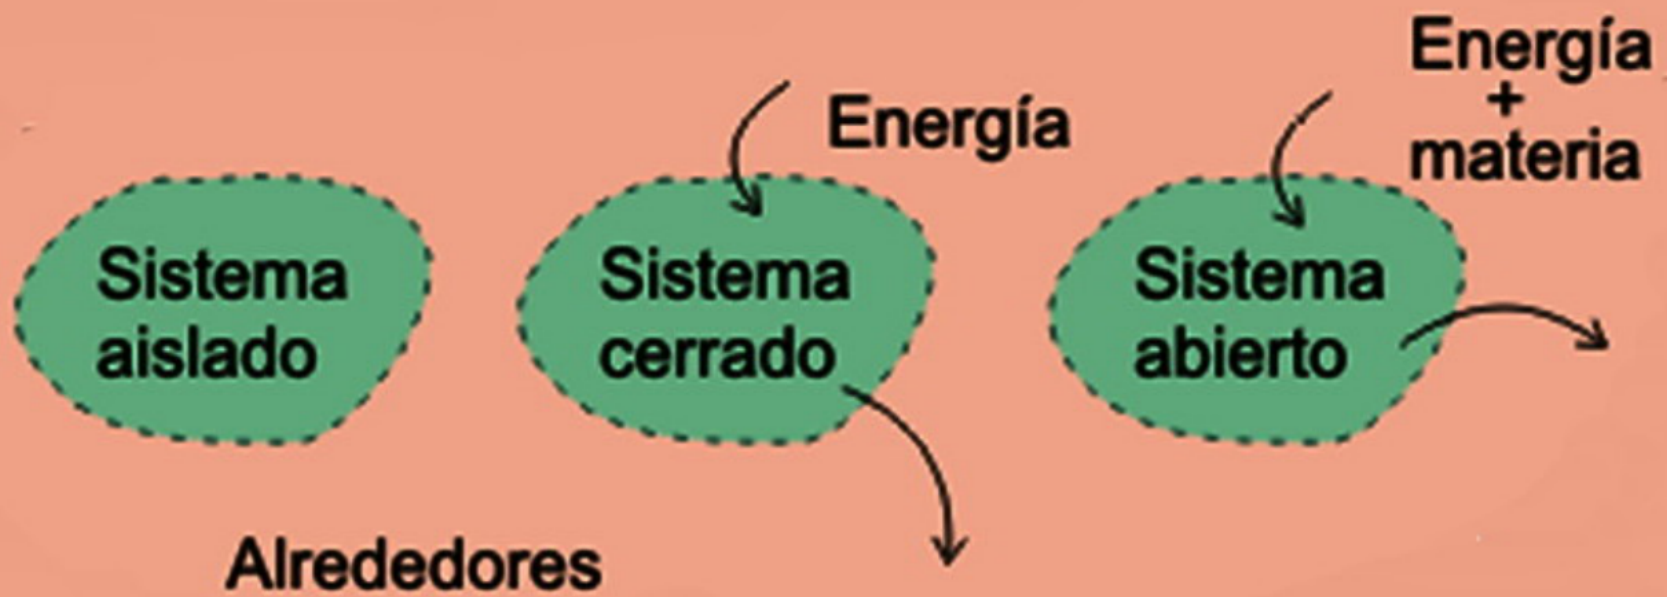 Energía
+
materia
Energía
Sistema
aislado
Sistema
cerrado
Sistema
abierto
Alrededores